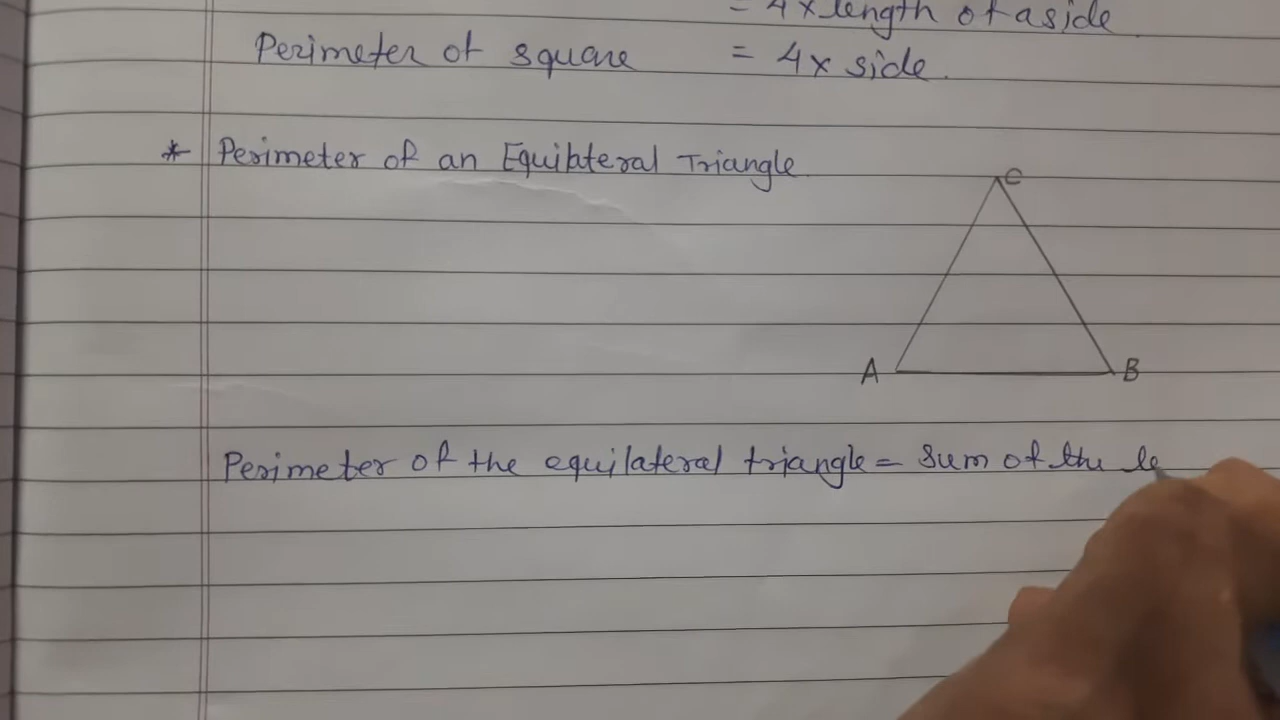 = 4 x length of a side
Perimeter of square = 4 x side.
* Perimeter of an Equilateral Triangle
C
A B
Perimeter of the equilateral triangle = Sum of the le